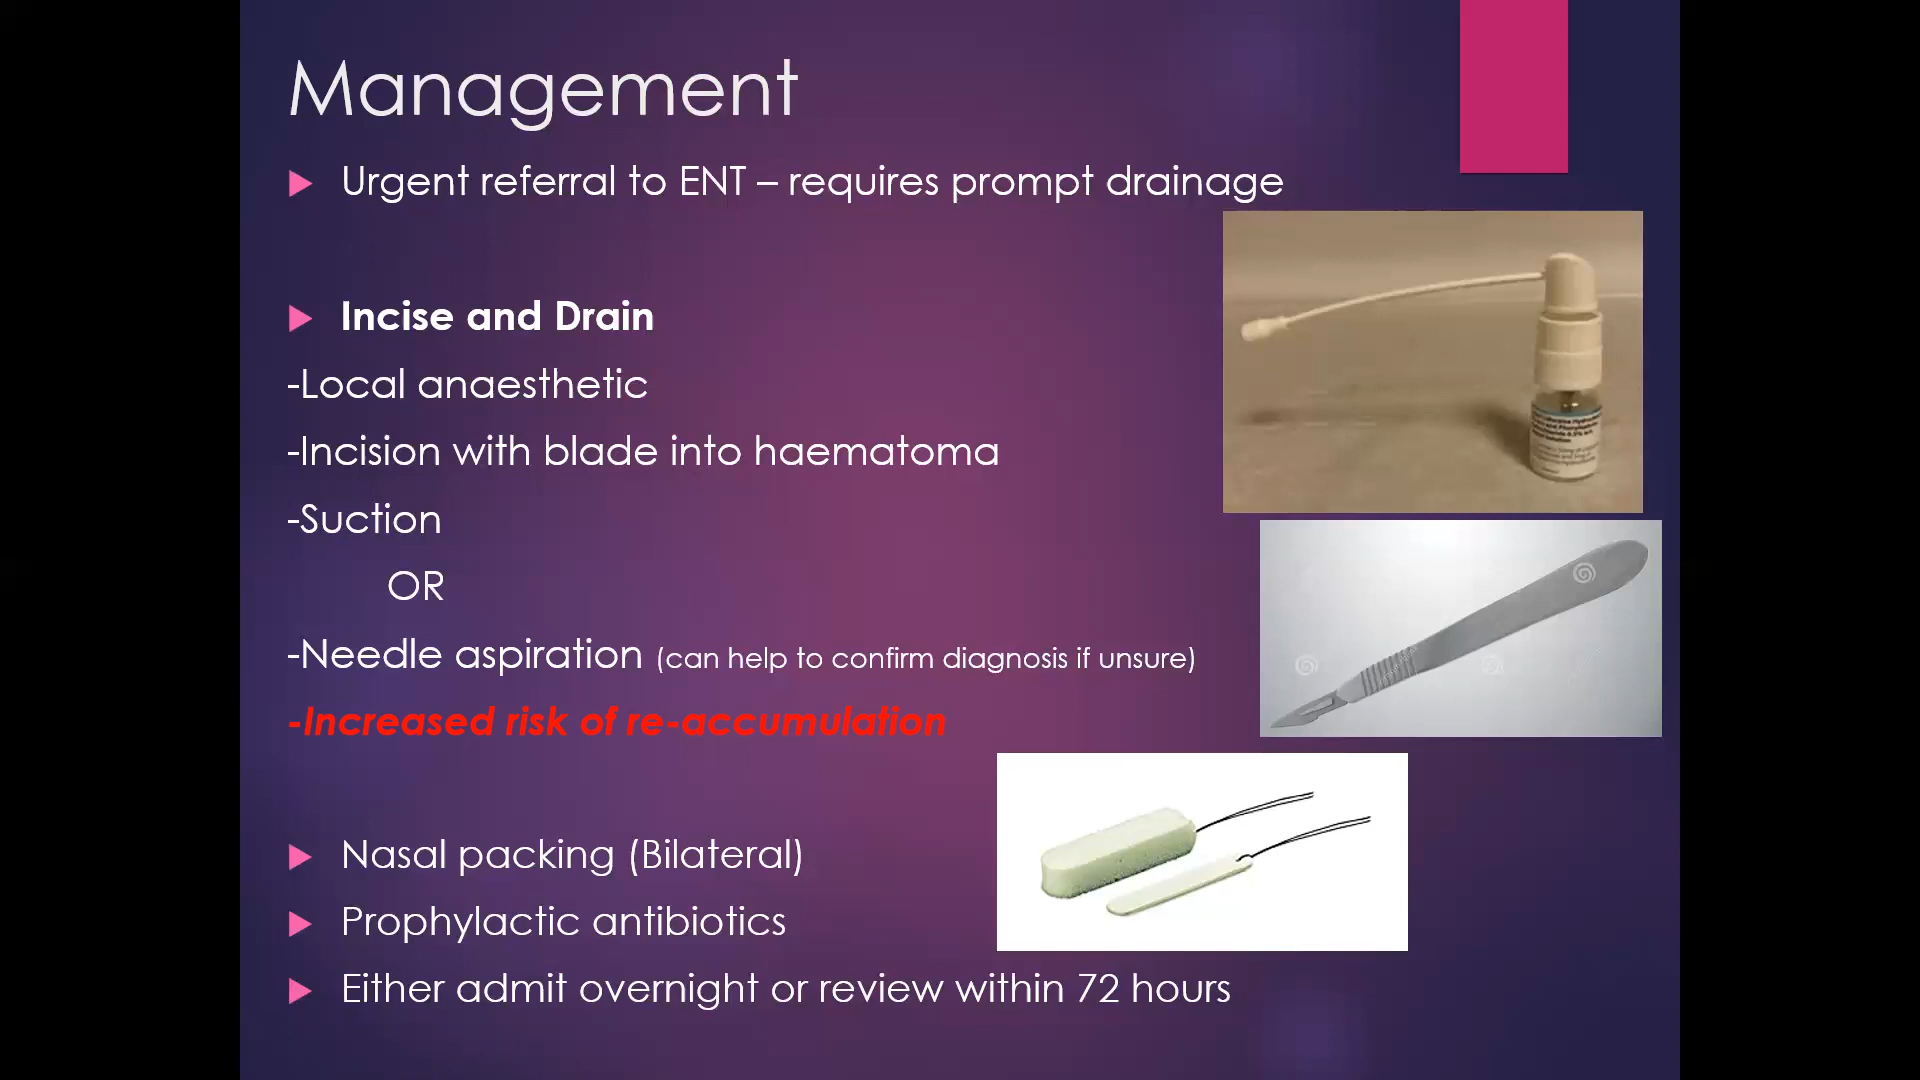 Management
Urgent referral to ENT – requires prompt drainage
Incise and Drain
-Local anaesthetic
-Incision with blade into haematoma
-Suction
OR
-Needle aspiration (can help to confirm diagnosis if unsure)
-Increased risk of re-accumulation
Nasal packing (Bilateral)
Prophylactic antibiotics
Either admit overnight or review within 72 hours